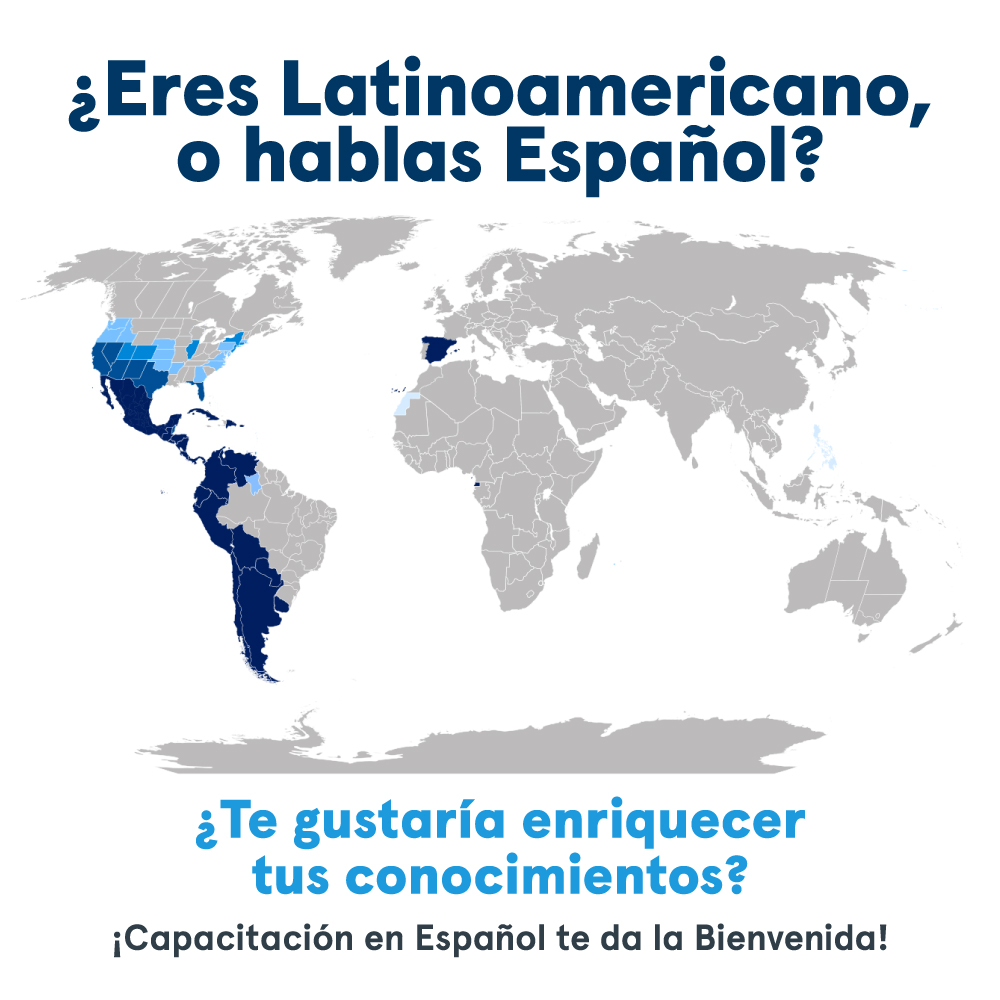 ¿Eres Latinoamericano,
o hablas Español?
¿Te gustaría enriquecer
tus conocimientos?
¡Capacitación en Español te da la Bienvenida!